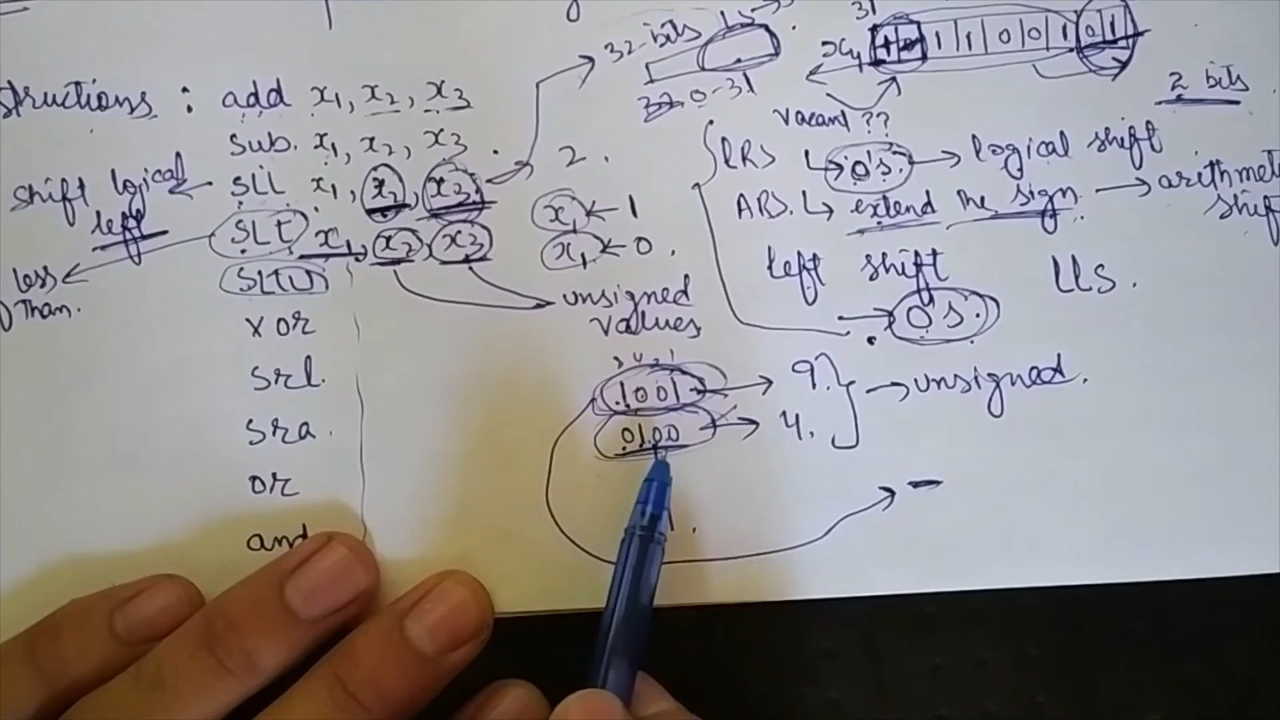 structions : add x1, x2, x3
sub. x1, x2, x3
shift logical left
sll x1, x2, x3
SLT x1, x2, x3
less Than.
SLTU
xor
srl.
sra.
or
and
32-bits LS
0-31
2.
x1 ← 1
x1 ← 0.
unsigned values
1001 → 9.
0100 → 4.
→ unsigned.
→ -
31
x4 1 1 0 0 1 0 1
2 bits
vacant ??
LRS → 0's. → logical shift
ARS. → extend the sign. → arithmetic shift
left shift LLS.
→ 0's.